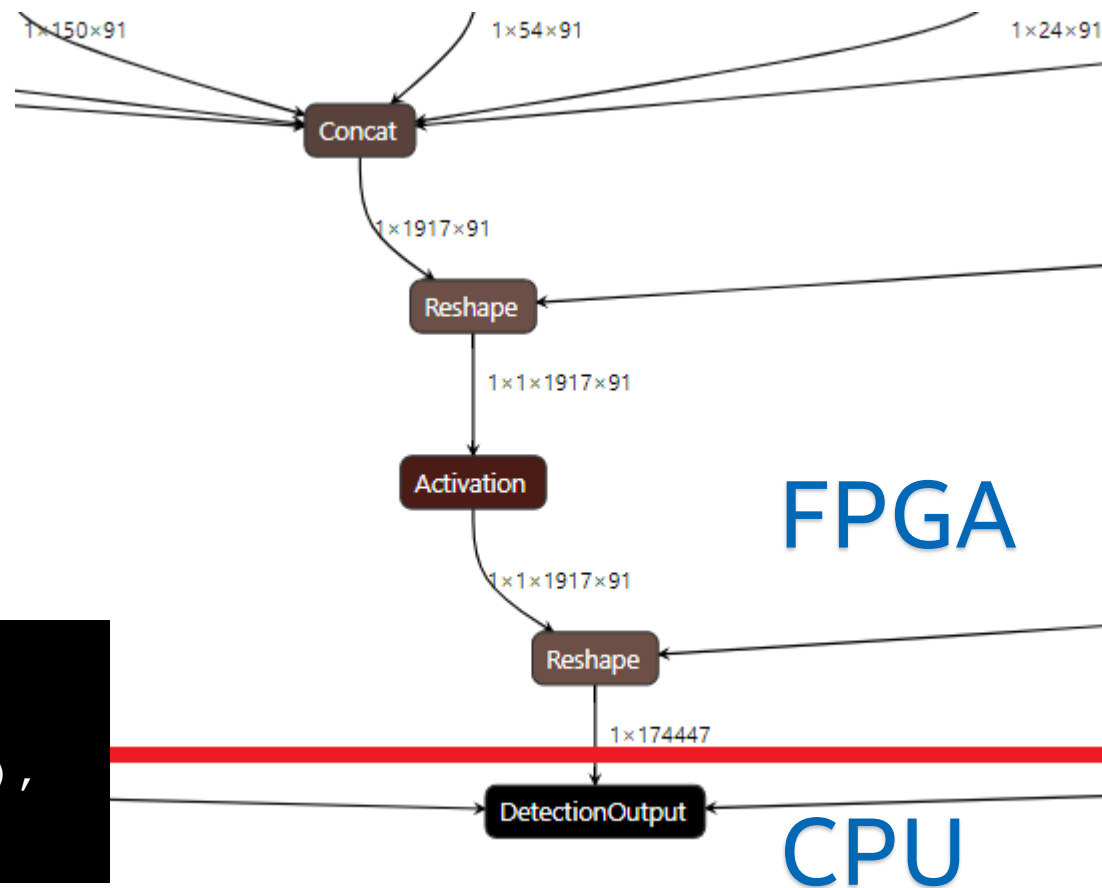 1×150×91
1×54×91
1×24×91
Concat
1×1917×91
Reshape
1×1×1917×91
Activation
FPGA
1×1×1917×91
Reshape
1×174447
),
DetectionOutput
CPU